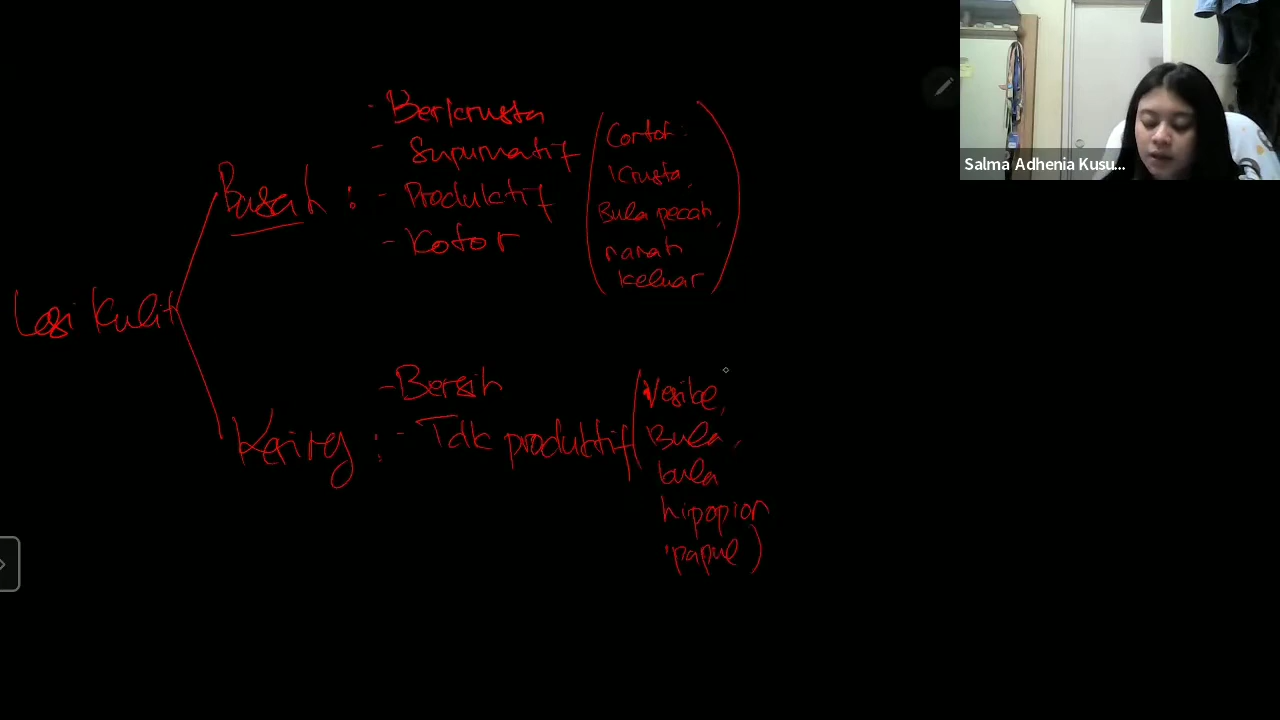 - Berkrusta
- Supuratif
- Produktif
- Kotor
(Contoh:
Krusta,
Bula pecah,
nanah
keluar)
Basah :
Lesi Kulit
Kering :
- Bersih
- Tdk produktif
(Vesikel,
Bula,
bula
hipopion
papul)
Salma Adhenia Kusu...